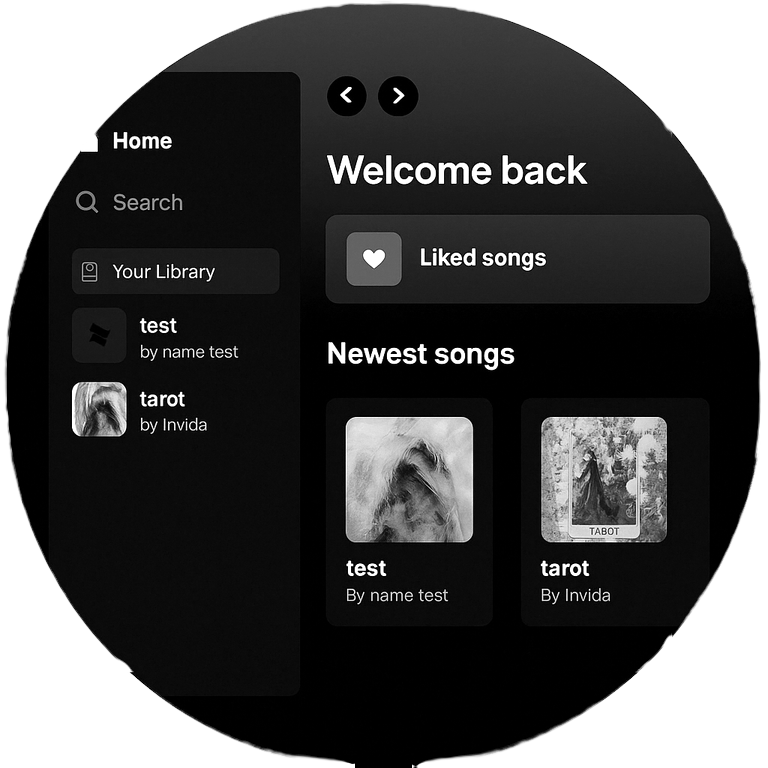 Home
Search
Your Library
test
by name test
tarot
by Invida
Welcome back
Liked songs
Newest songs
test
By name test
TABOT
tarot
By Invida